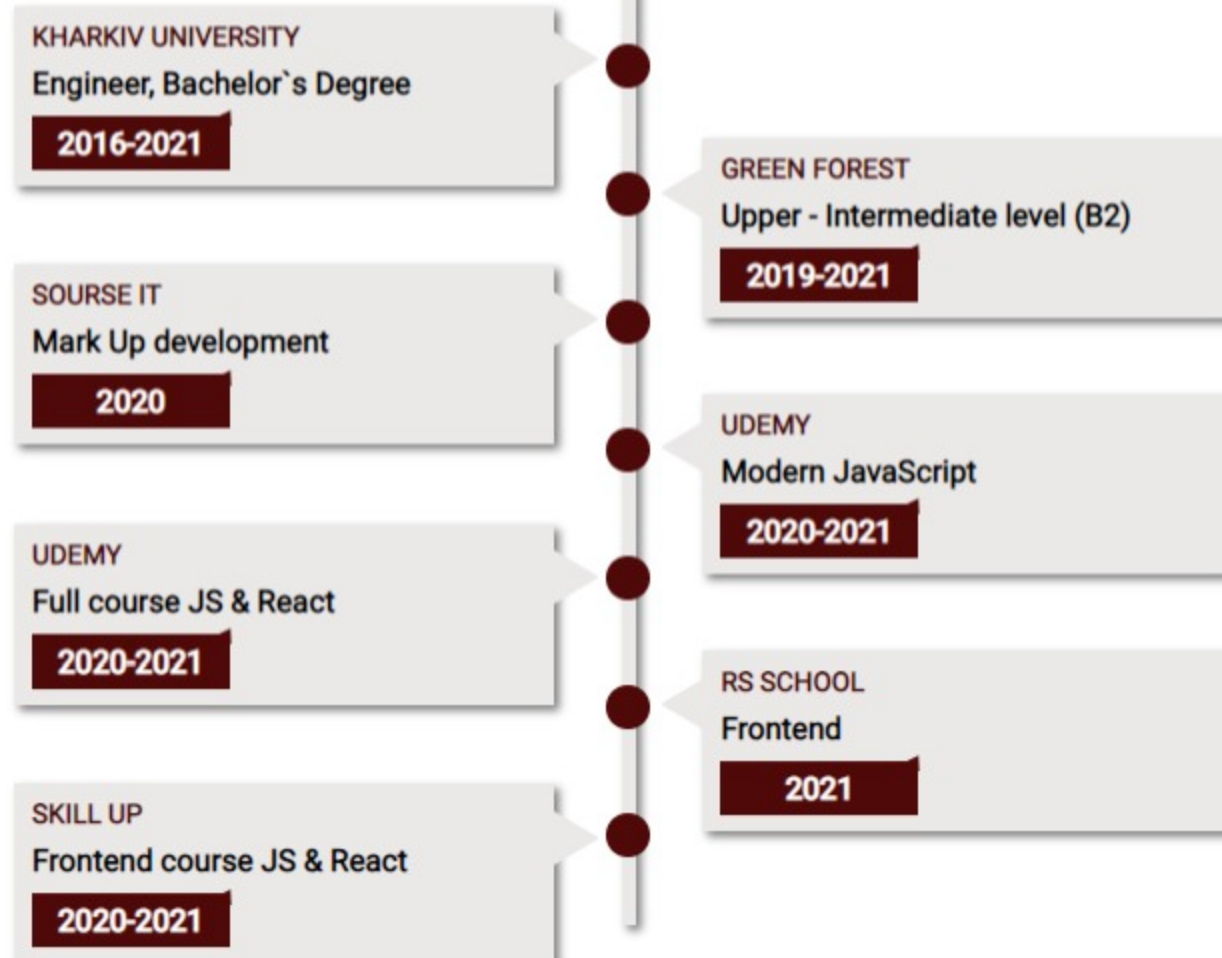 KHARKIV UNIVERSITY
Engineer, Bachelor`s Degree
2016-2021
GREEN FOREST
Upper - Intermediate level (B2)
2019-2021
SOURSE IT
Mark Up development
2020
UDEMY
Modern JavaScript
2020-2021
UDEMY
Full course JS & React
2020-2021
RS SCHOOL
Frontend
2021
SKILL UP
Frontend course JS & React
2020-2021